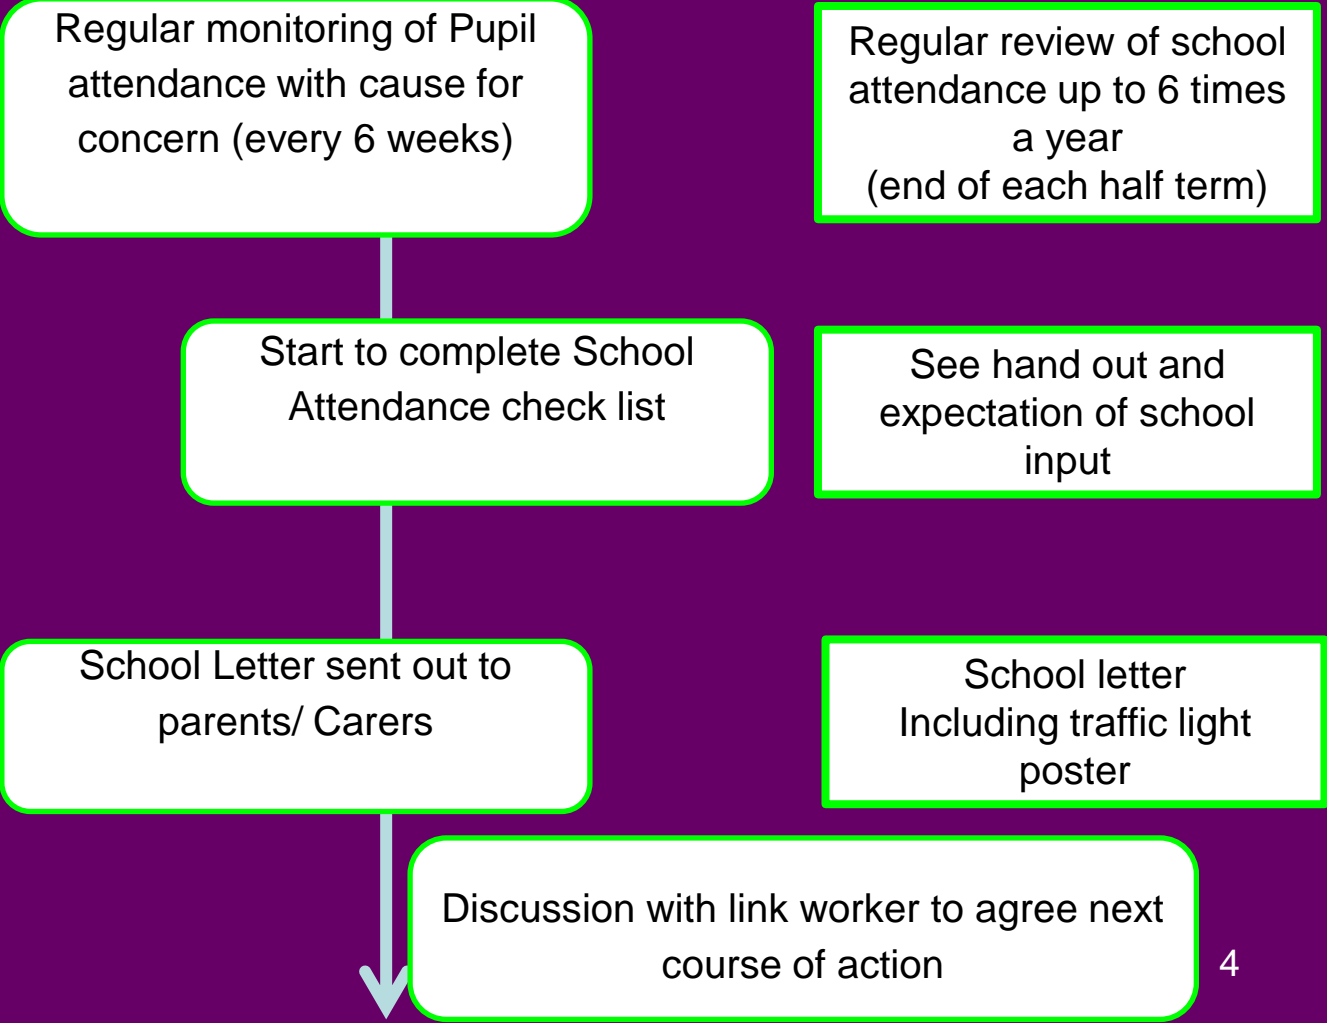 Regular monitoring of Pupil
attendance with cause for
concern (every 6 weeks)
Regular review of school
attendance up to 6 times
a year
(end of each half term)
Start to complete School
Attendance check list
See hand out and
expectation of school
input
School Letter sent out to
parents/ Carers
School letter
Including traffic light
poster
Discussion with link worker to agree next
course of action
4